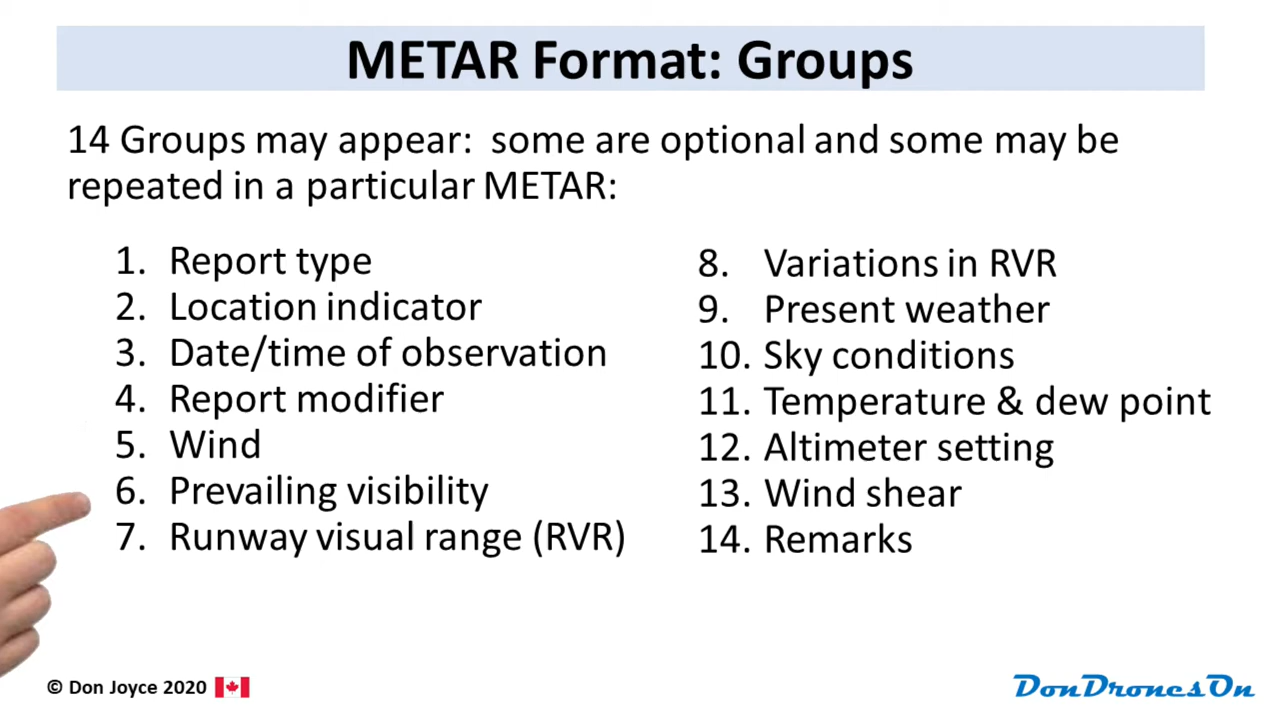 METAR Format: Groups
14 Groups may appear:  some are optional and some may be
repeated in a particular METAR:
1. Report type
2. Location indicator
3. Date/time of observation
4. Report modifier
5. Wind
6. Prevailing visibility
7. Runway visual range (RVR)
8. Variations in RVR
9. Present weather
10. Sky conditions
11. Temperature & dew point
12. Altimeter setting
13. Wind shear
14. Remarks
© Don Joyce 2020
DonDronesOn